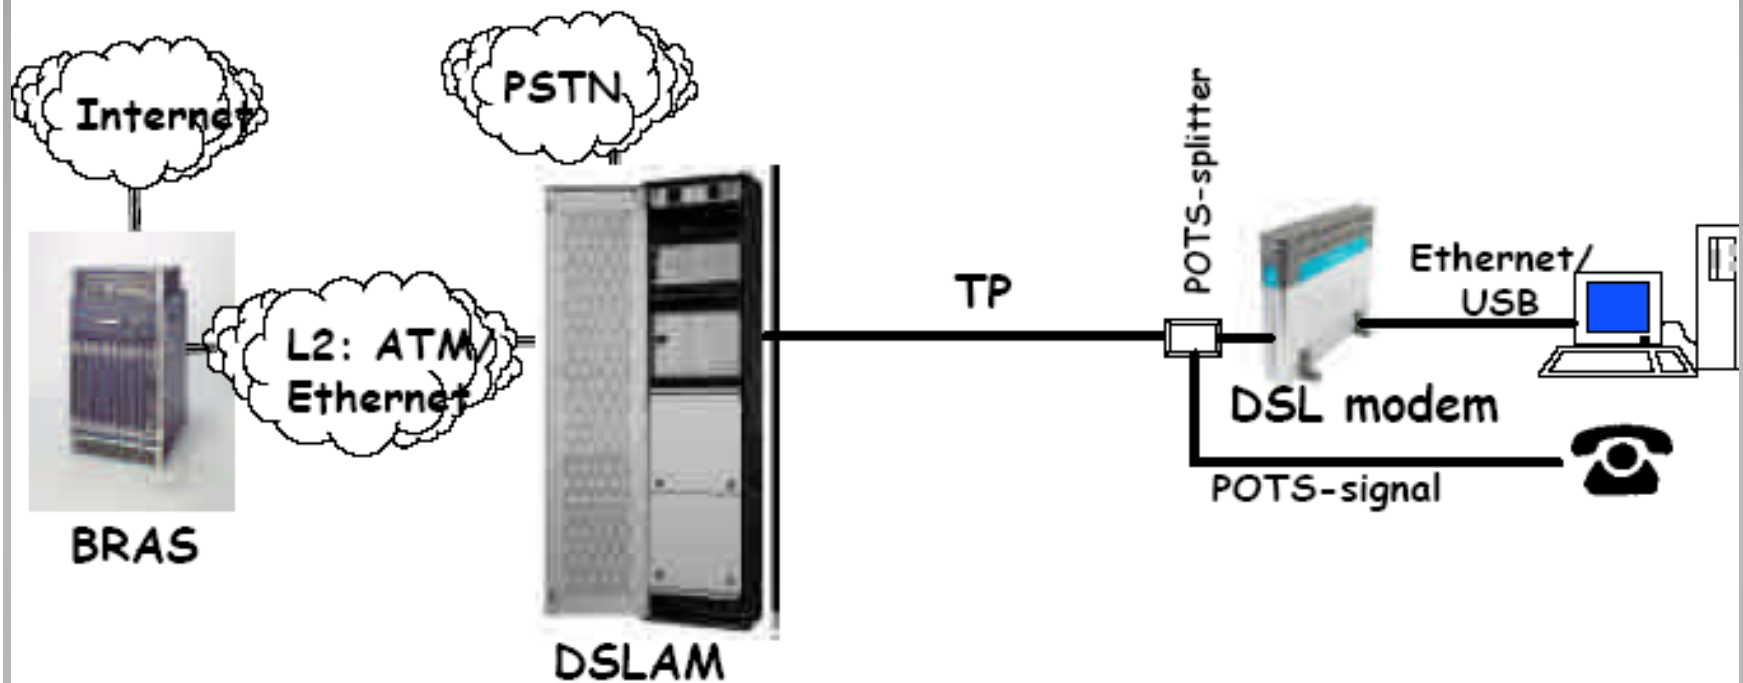 Internet
PSTN
POTS-splitter
TP
Ethernet/
USB
L2: ATM/
Ethernet
DSL modem
POTS-signal
BRAS
DSLAM